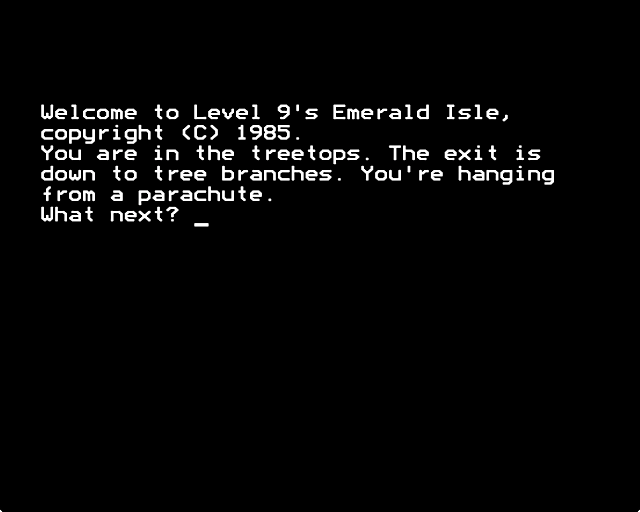 Welcome to Level 9's Emerald Isle,
copyright (C) 1985.
You are in the treetops. The exit is
down to tree branches. You're hanging
from a parachute.
What next? _